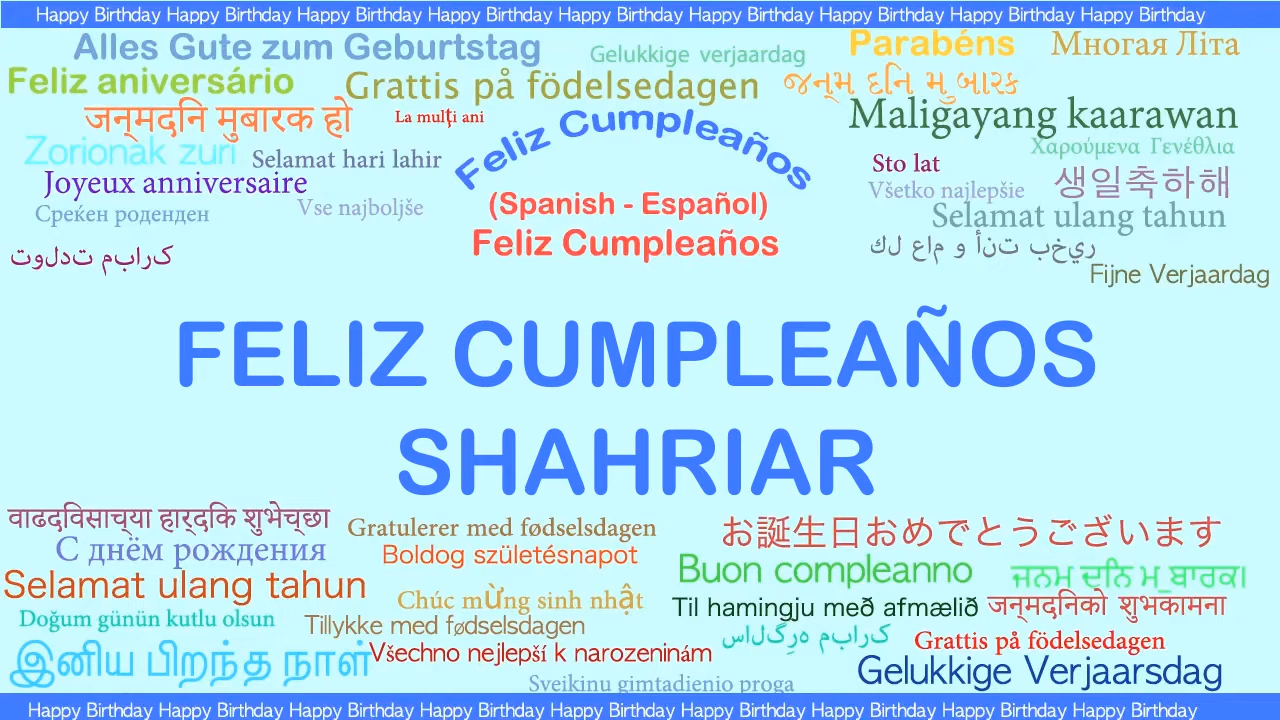 Happy Birthday Happy Birthday Happy Birthday Happy Birthday Happy Birthday Happy Birthday Happy Birthday Happy Birthday Happy Birthday
Alles Gute zum Geburtstag
Gelukkige verjaardag
Parabéns
Многая Літа
Feliz aniversário
Grattis på födelsedagen
જન્મ દિન મુબારક
जन्मदिन मुबारक हो
La mulţi ani
Feliz Cumpleaños
Maligayang kaarawan
Zorionak zuri
Selamat hari lahir
Sto lat
Χαρούμενα Γενέθλια
Joyeux anniversaire
(Spanish - Español)
Všetko najlepšie
생일축하해
Среќен роденден
Vse najboljše
Feliz Cumpleaños
Selamat ulang tahun
تولدت مبارک
كل عام و أنت بخير
Fijne Verjaardag
FELIZ CUMPLEAÑOS
SHAHRIAR
वाढदिवसाच्या हार्दिक शुभेच्छा
Gratulerer med fødselsdagen
お誕生日おめでとうございます
С днём рождения
Boldog születésnapot
Buon compleanno
ਜਨਮ ਦਿਨ ਮੁਬਾਰਕ।
Selamat ulang tahun
Chúc mừng sinh nhật
Til hamingju með afmælið
जन्मदिनको शुभकामना
Doğum günün kutlu olsun
Tillykke med fødselsdagen
سالگرہ مبارک
Grattis på födelsedagen
இனிய பிறந்த நாள்
Všechno nejlepší k narozeninám
Gelukkige Verjaarsdag
Sveikinu gimtadienio proga
Happy Birthday Happy Birthday Happy Birthday Happy Birthday Happy Birthday Happy Birthday Happy Birthday Happy Birthday Happy Birthday